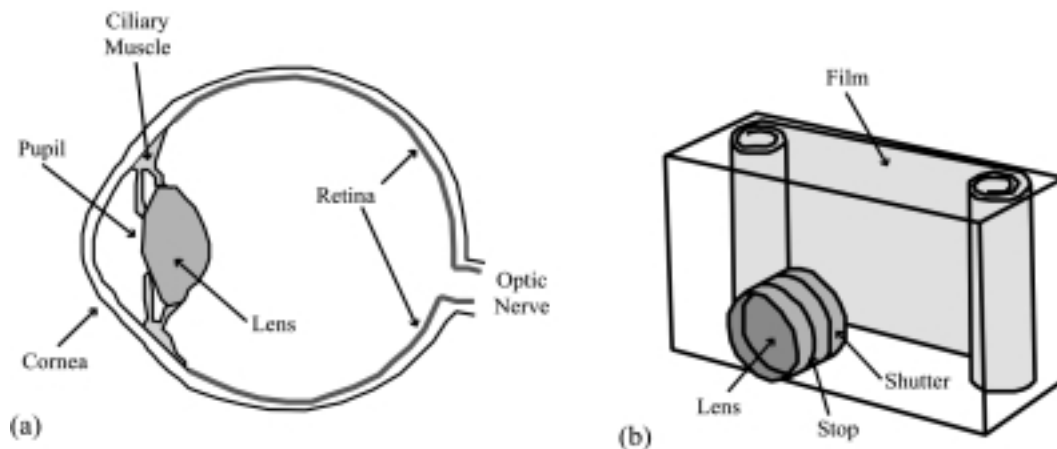 Ciliary
Muscle
Pupil
Retina
Optic
Nerve
Lens
Cornea
(a)
Film
Shutter
Lens
Stop
(b)